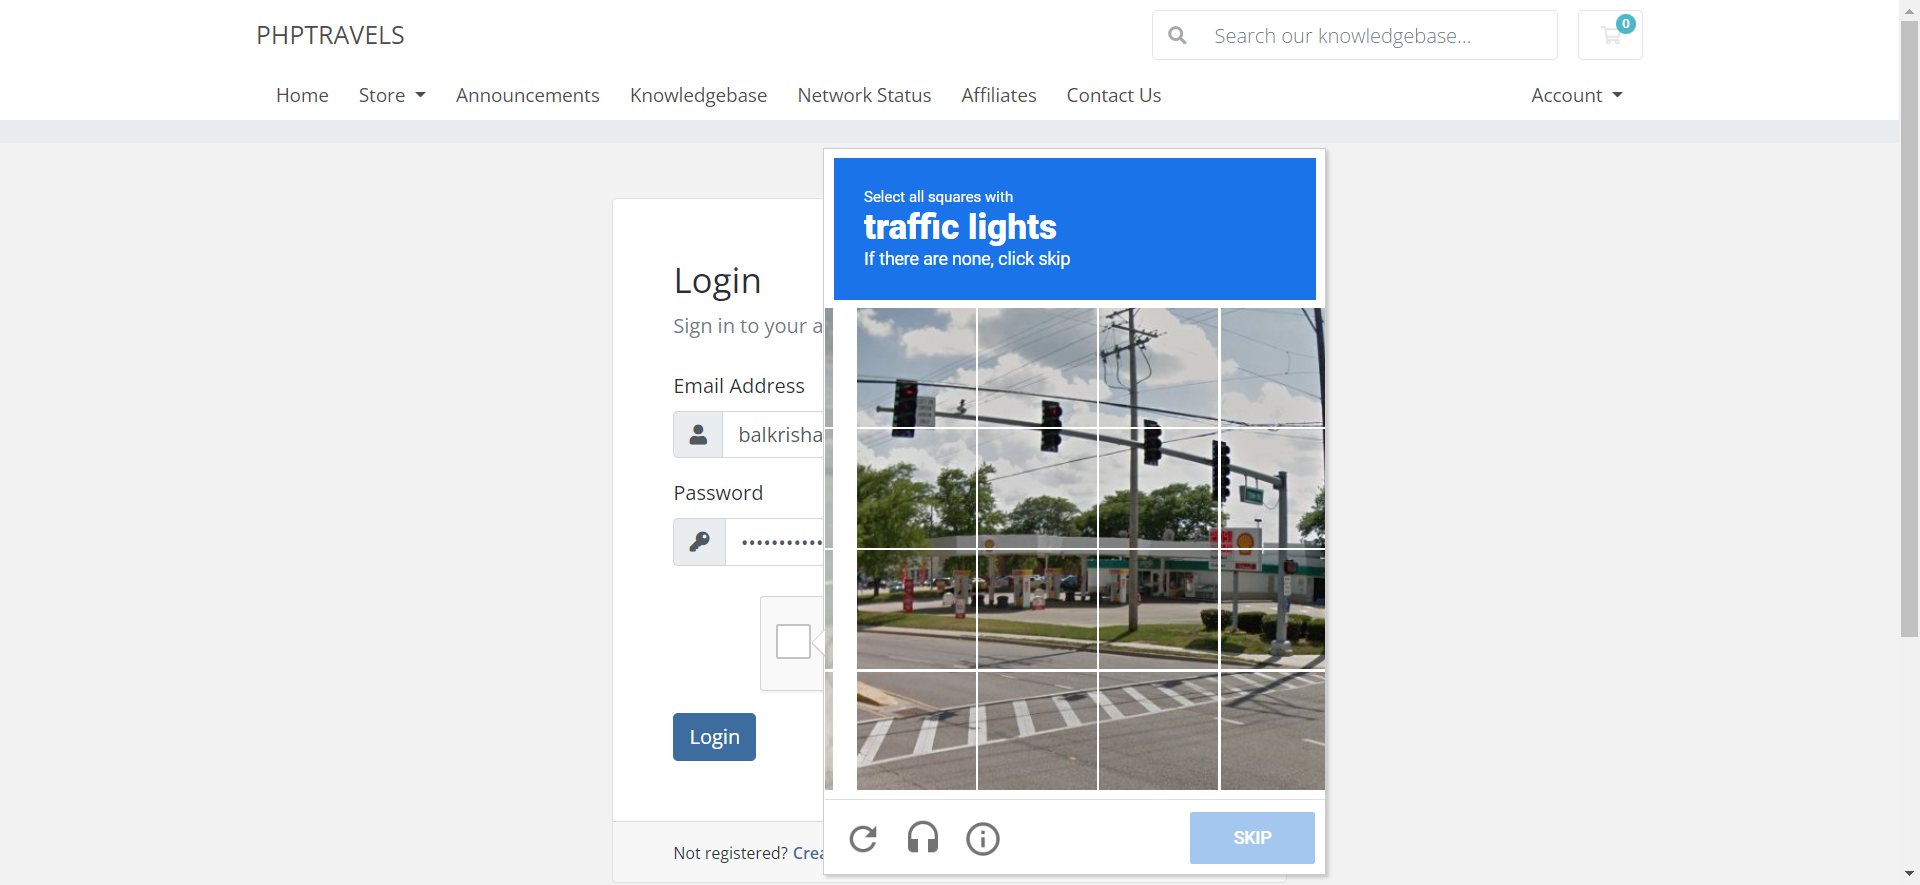 PHPTRAVELS
Search our knowledgebase...
0
Home
Store
Announcements
Knowledgebase
Network Status
Affiliates
Contact Us
Account
Select all squares with
traffic lights
If there are none, click skip
Login
Sign in to your a
Email Address
balkrisha
Password
Login
SKIP
Not registered? Crea